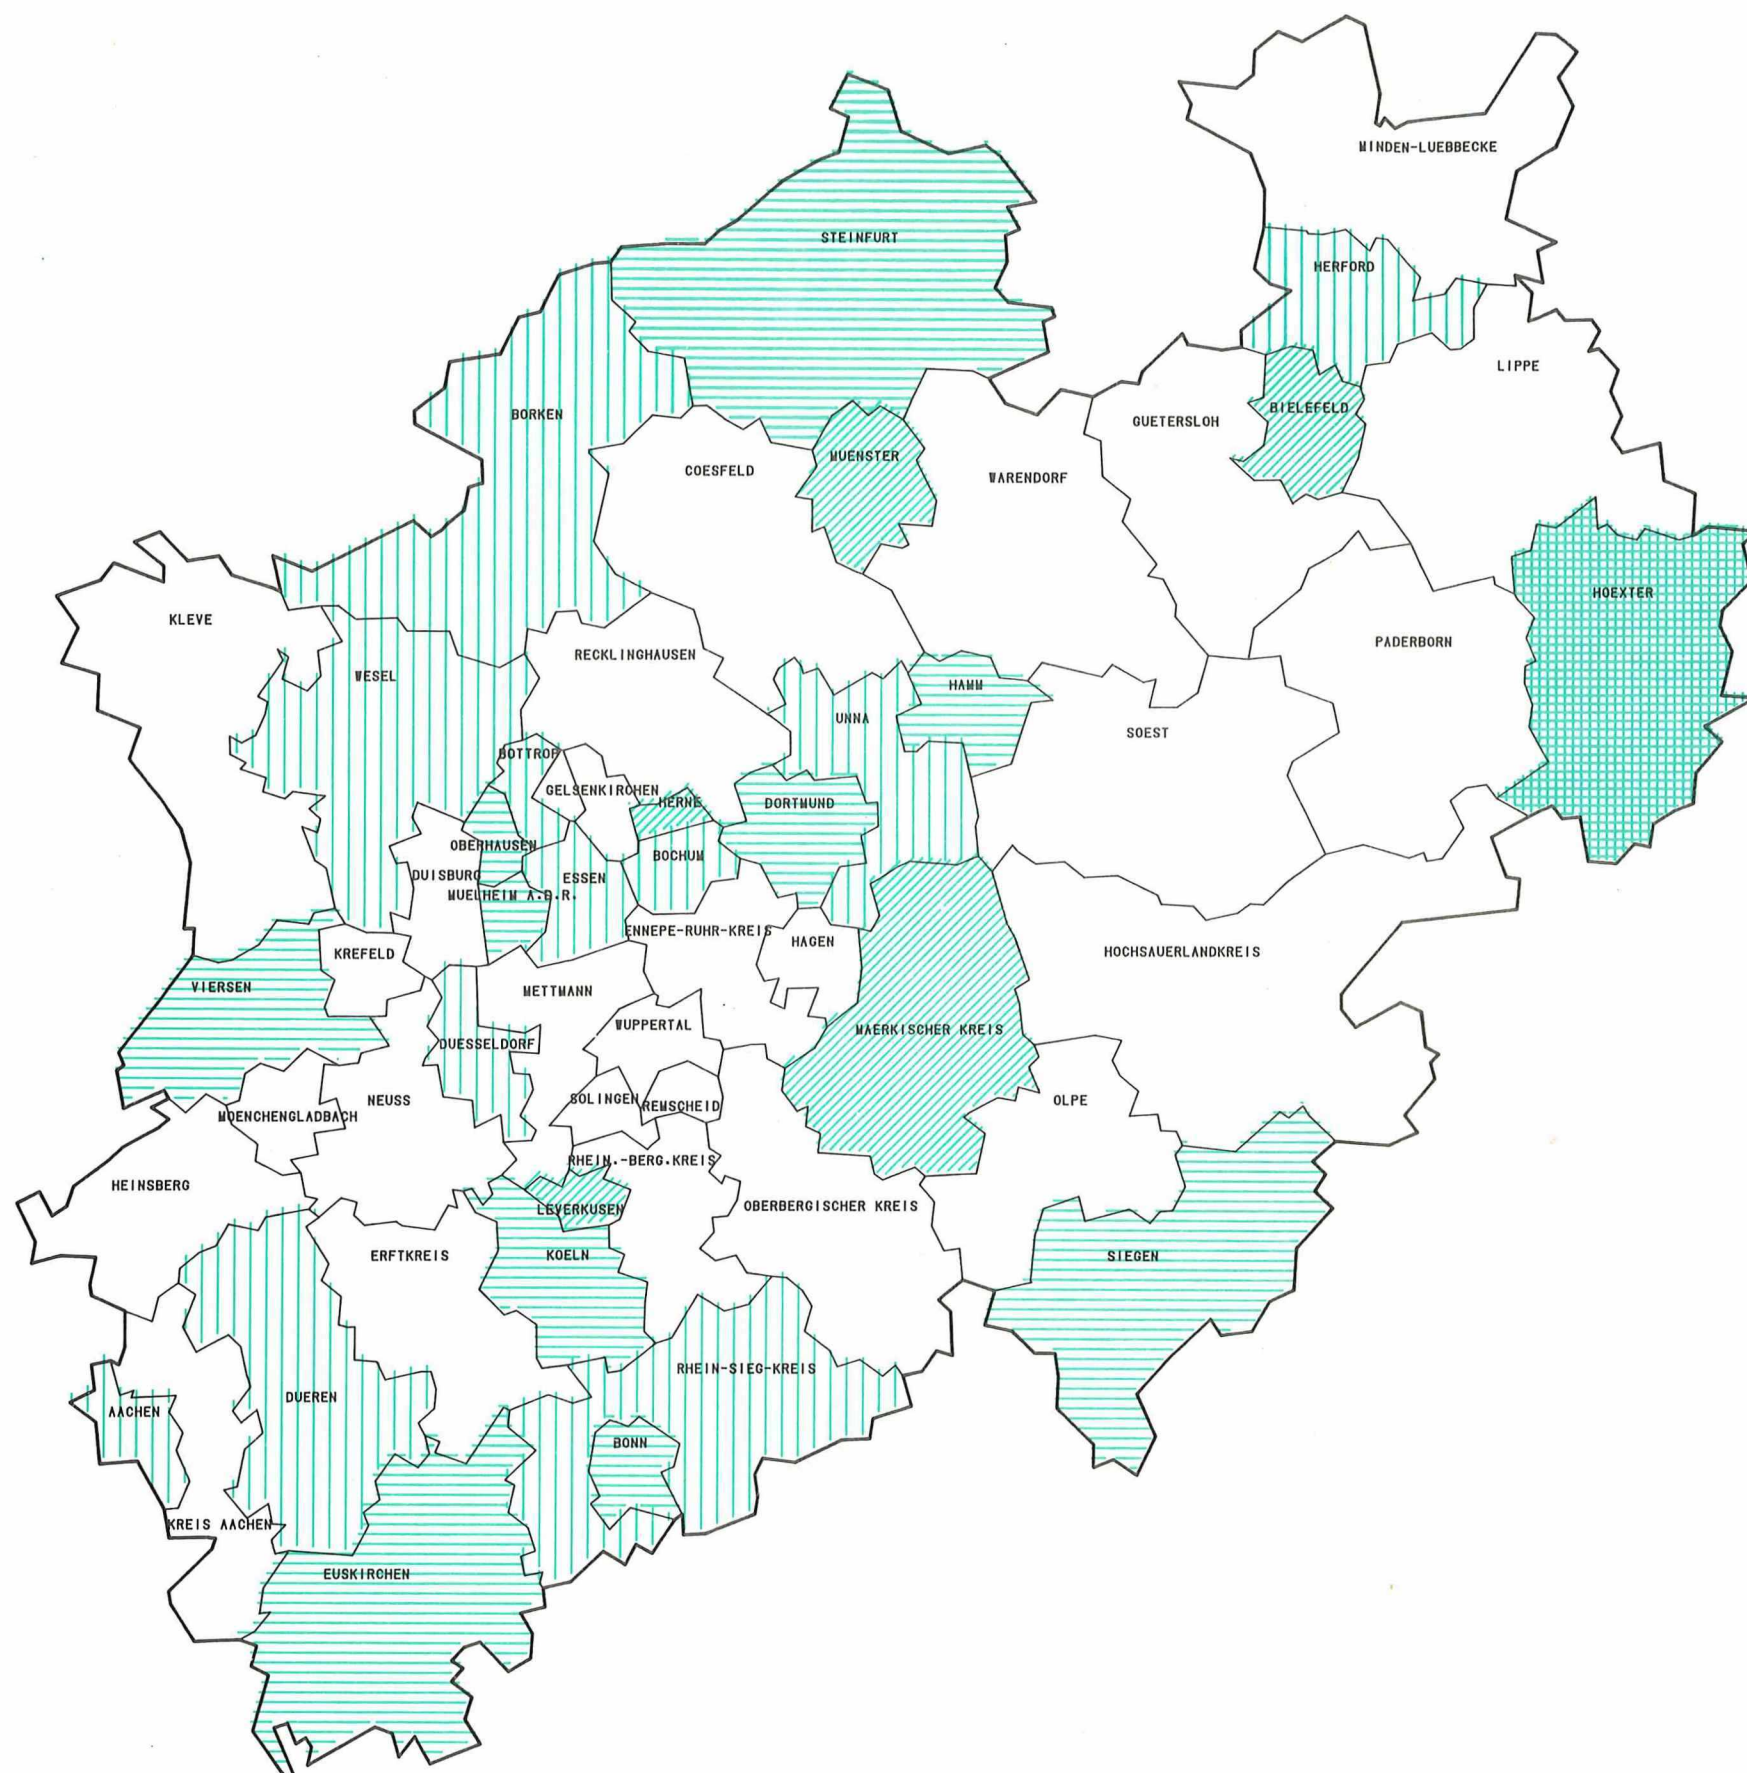 MINDEN-LUEBBECKE
STEINFURT
HERFORD
LIPPE
BORKEN
BIELEFELD
GUETERSLOH
MUENSTER
COESFELD
WARENDORF
HOEXTER
KLEVE
PADERBORN
RECKLINGHAUSEN
WESEL
HAMM
UNNA
SOEST
BOTTROP
GELSENKIRCHEN
HERNE
DORTMUND
OBERHAUSEN
BOCHUM
DUISBURG
ESSEN
MUELHEIM A.D.R.
ENNEPE-RUHR-KREIS
HAGEN
KREFELD
HOCHSAUERLANDKREIS
VIERSEN
METTMANN
WUPPERTAL
MAERKISCHER KREIS
DUESSELDORF
NEUSS
SOLINGEN
REMSCHEID
OLPE
MOENCHENGLADBACH
RHEIN.-BERG.KREIS
HEINSBERG
LEVERKUSEN
OBERBERGISCHER KREIS
ERFTKREIS
KOELN
SIEGEN
RHEIN-SIEG-KREIS
DUEREN
AACHEN
BONN
KREIS AACHEN
EUSKIRCHEN